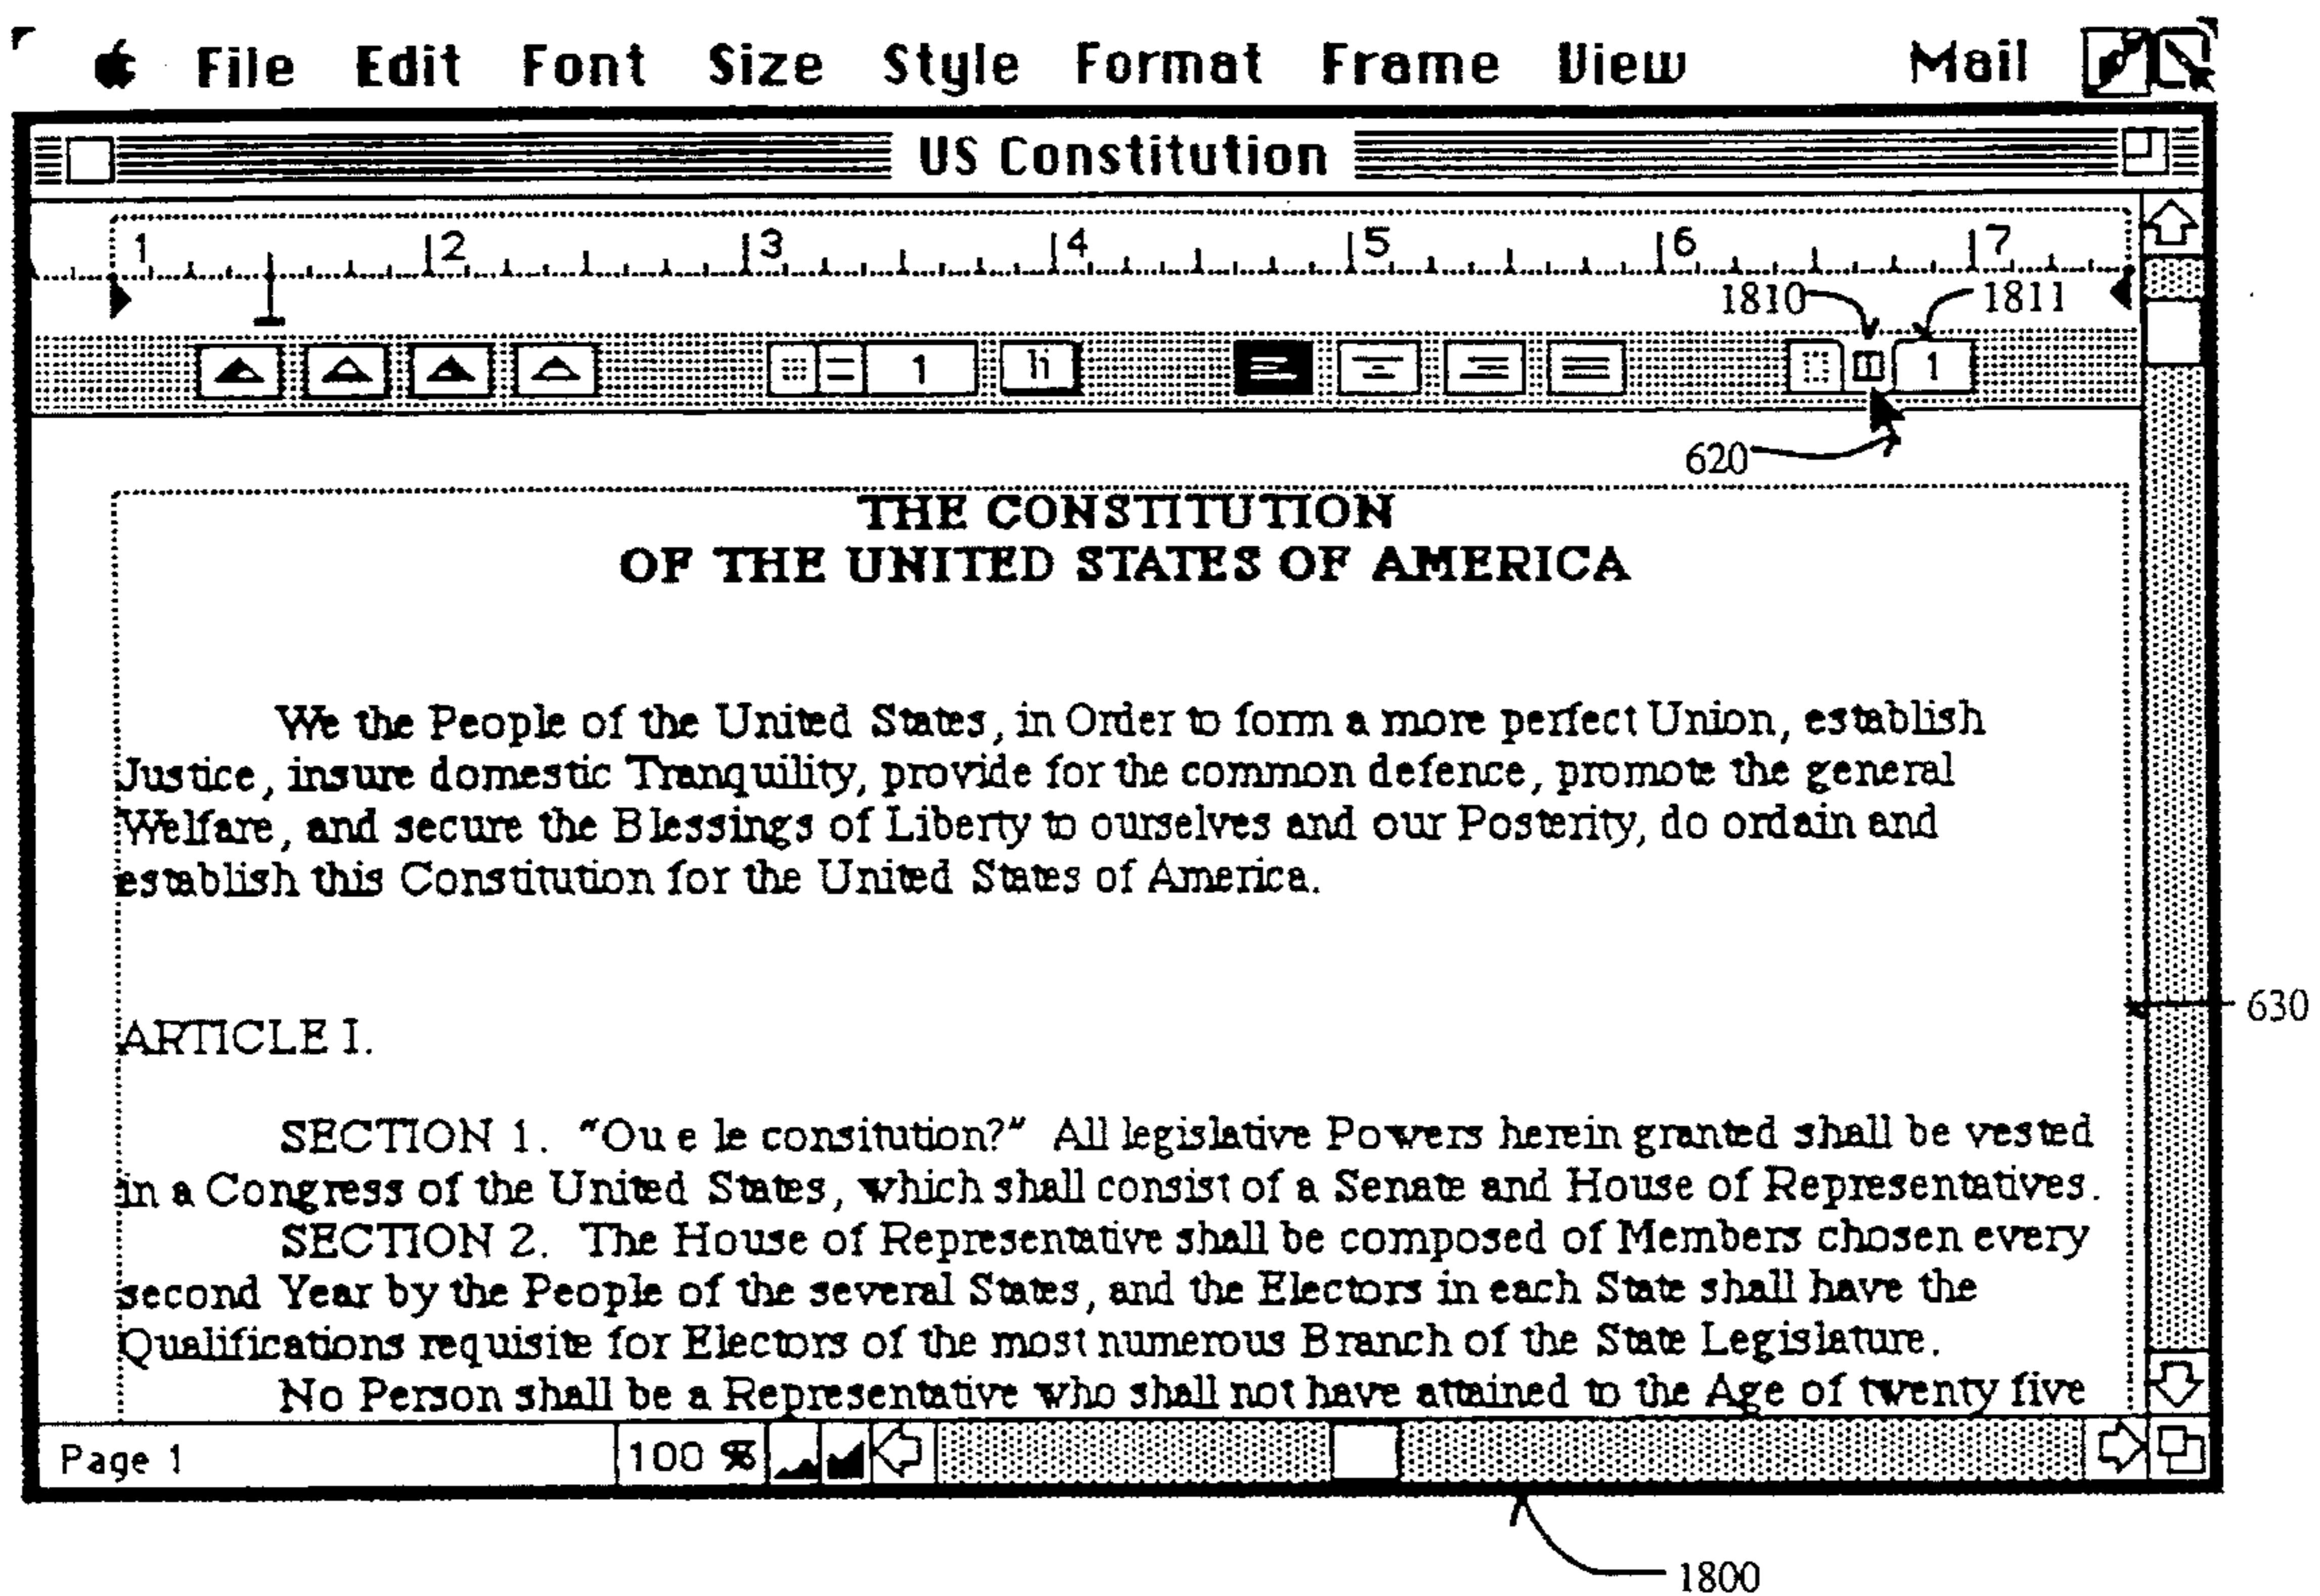 File Edit Font Size Style Format Frame View Mail
US Constitution
1 2 3 4 5 6 7
1810 1811
1 li 1
620
THE CONSTITUTION
OF THE UNITED STATES OF AMERICA
We the People of the United States, in Order to form a more perfect Union, establish
Justice, insure domestic Tranquility, provide for the common defence, promote the general
Welfare, and secure the Blessings of Liberty to ourselves and our Posterity, do ordain and
establish this Constitution for the United States of America.
630
ARTICLE I.
SECTION 1. "Ou e le consitution?" All legislative Powers herein granted shall be vested
in a Congress of the United States, which shall consist of a Senate and House of Representatives.
SECTION 2. The House of Representative shall be composed of Members chosen every
second Year by the People of the several States, and the Electors in each State shall have the
Qualifications requisite for Electors of the most numerous Branch of the State Legislature.
No Person shall be a Representative who shall not have attained to the Age of twenty five
Page 1 100 %
1800